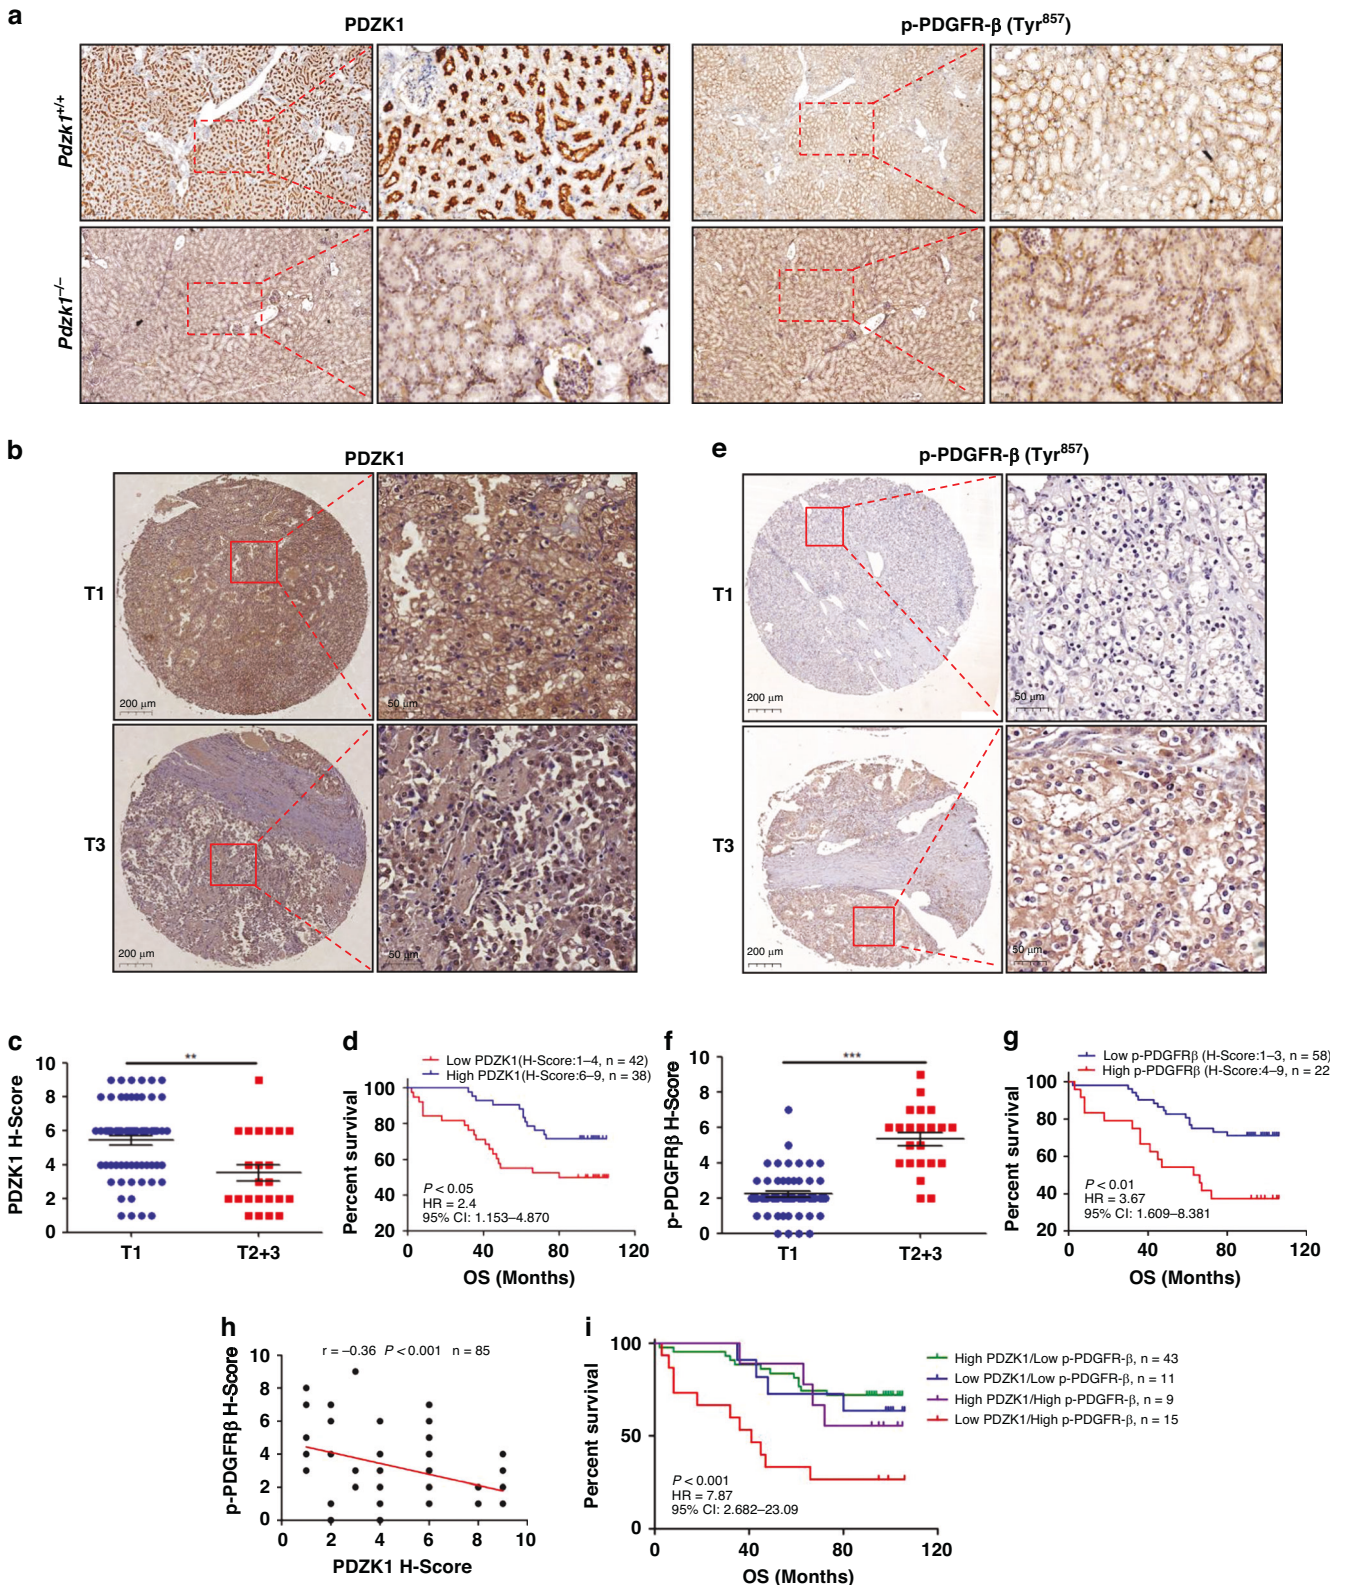 a
PDZK1
p-PDGFR-β (Tyr857)
Pdzk1+/+
Pdzk1−/−
b
PDZK1
T1
200 µm
50 µm
T3
200 µm
50 µm
e
p-PDGFR-β (Tyr857)
T1
200 µm
50 µm
T3
200 µm
50 µm
c
PDZK1 H-Score
10
8
6
4
2
0
**
T1
T2+3
d
Low PDZK1(H-Score:1–4, n = 42)
High PDZK1(H-Score:6–9, n = 38)
Percent survival
100
80
60
40
20
P < 0.05
HR = 2.4
95% CI: 1.153–4.870
0
40
80
120
OS (Months)
f
p-PDGFRβ H-Score
10
8
6
4
2
0
***
T1
T2+3
g
Low p-PDGFRβ (H-Score:1–3, n = 58)
High p-PDGFRβ (H-Score:4–9, n = 22
Percent survival
100
80
60
40
20
P < 0.01
HR = 3.67
95% CI: 1.609–8.381
0
40
80
120
OS (Months)
h
r = –0.36 P < 0.001 n = 85
p-PDGFRβ H-Score
10
8
6
4
2
0
0
2
4
6
8
10
PDZK1 H-Score
i
Percent survival
100
50
0
High PDZK1/Low p-PDGFR-β, n = 43
Low PDZK1/Low p-PDGFR-β, n = 11
High PDZK1/High p-PDGFR-β, n = 9
Low PDZK1/High p-PDGFR-β, n = 15
P < 0.001
HR = 7.87
95% CI: 2.682–23.09
0
40
80
120
OS (Months)